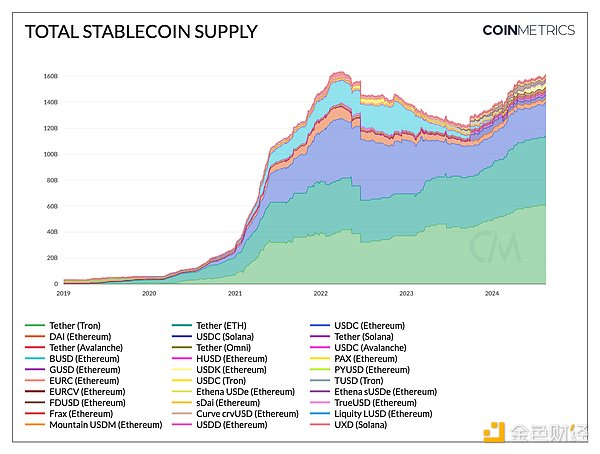 TOTAL STABLECOIN SUPPLY
COINMETRICS
160B
140B
120B
100B
80B
60B
40B
20B
0
2019 2020 2021 2022 2023 2024
CM
Tether (Tron) Tether (ETH) USDC (Ethereum)
DAI (Ethereum) USDC (Solana) Tether (Solana)
Tether (Avalanche) Tether (Omni) USDC (Avalanche)
BUSD (Ethereum) HUSD (Ethereum) PAX (Ethereum)
GUSD (Ethereum) USDK (Ethereum) PYUSD (Ethereum)
EURC (Ethereum) USDC (Tron) TUSD (Tron)
EURCV (Ethereum) Ethena USDe (Ethereum) Ethena sUSDe (Ethereum)
FDUSD (Ethereum) sDai (Ethereum) TrueUSD (Ethereum)
Frax (Ethereum) Curve crvUSD (Ethereum) Liquity LUSD (Ethereum)
Mountain USDM (Ethereum) USDD (Ethereum) UXD (Solana)
金色财经